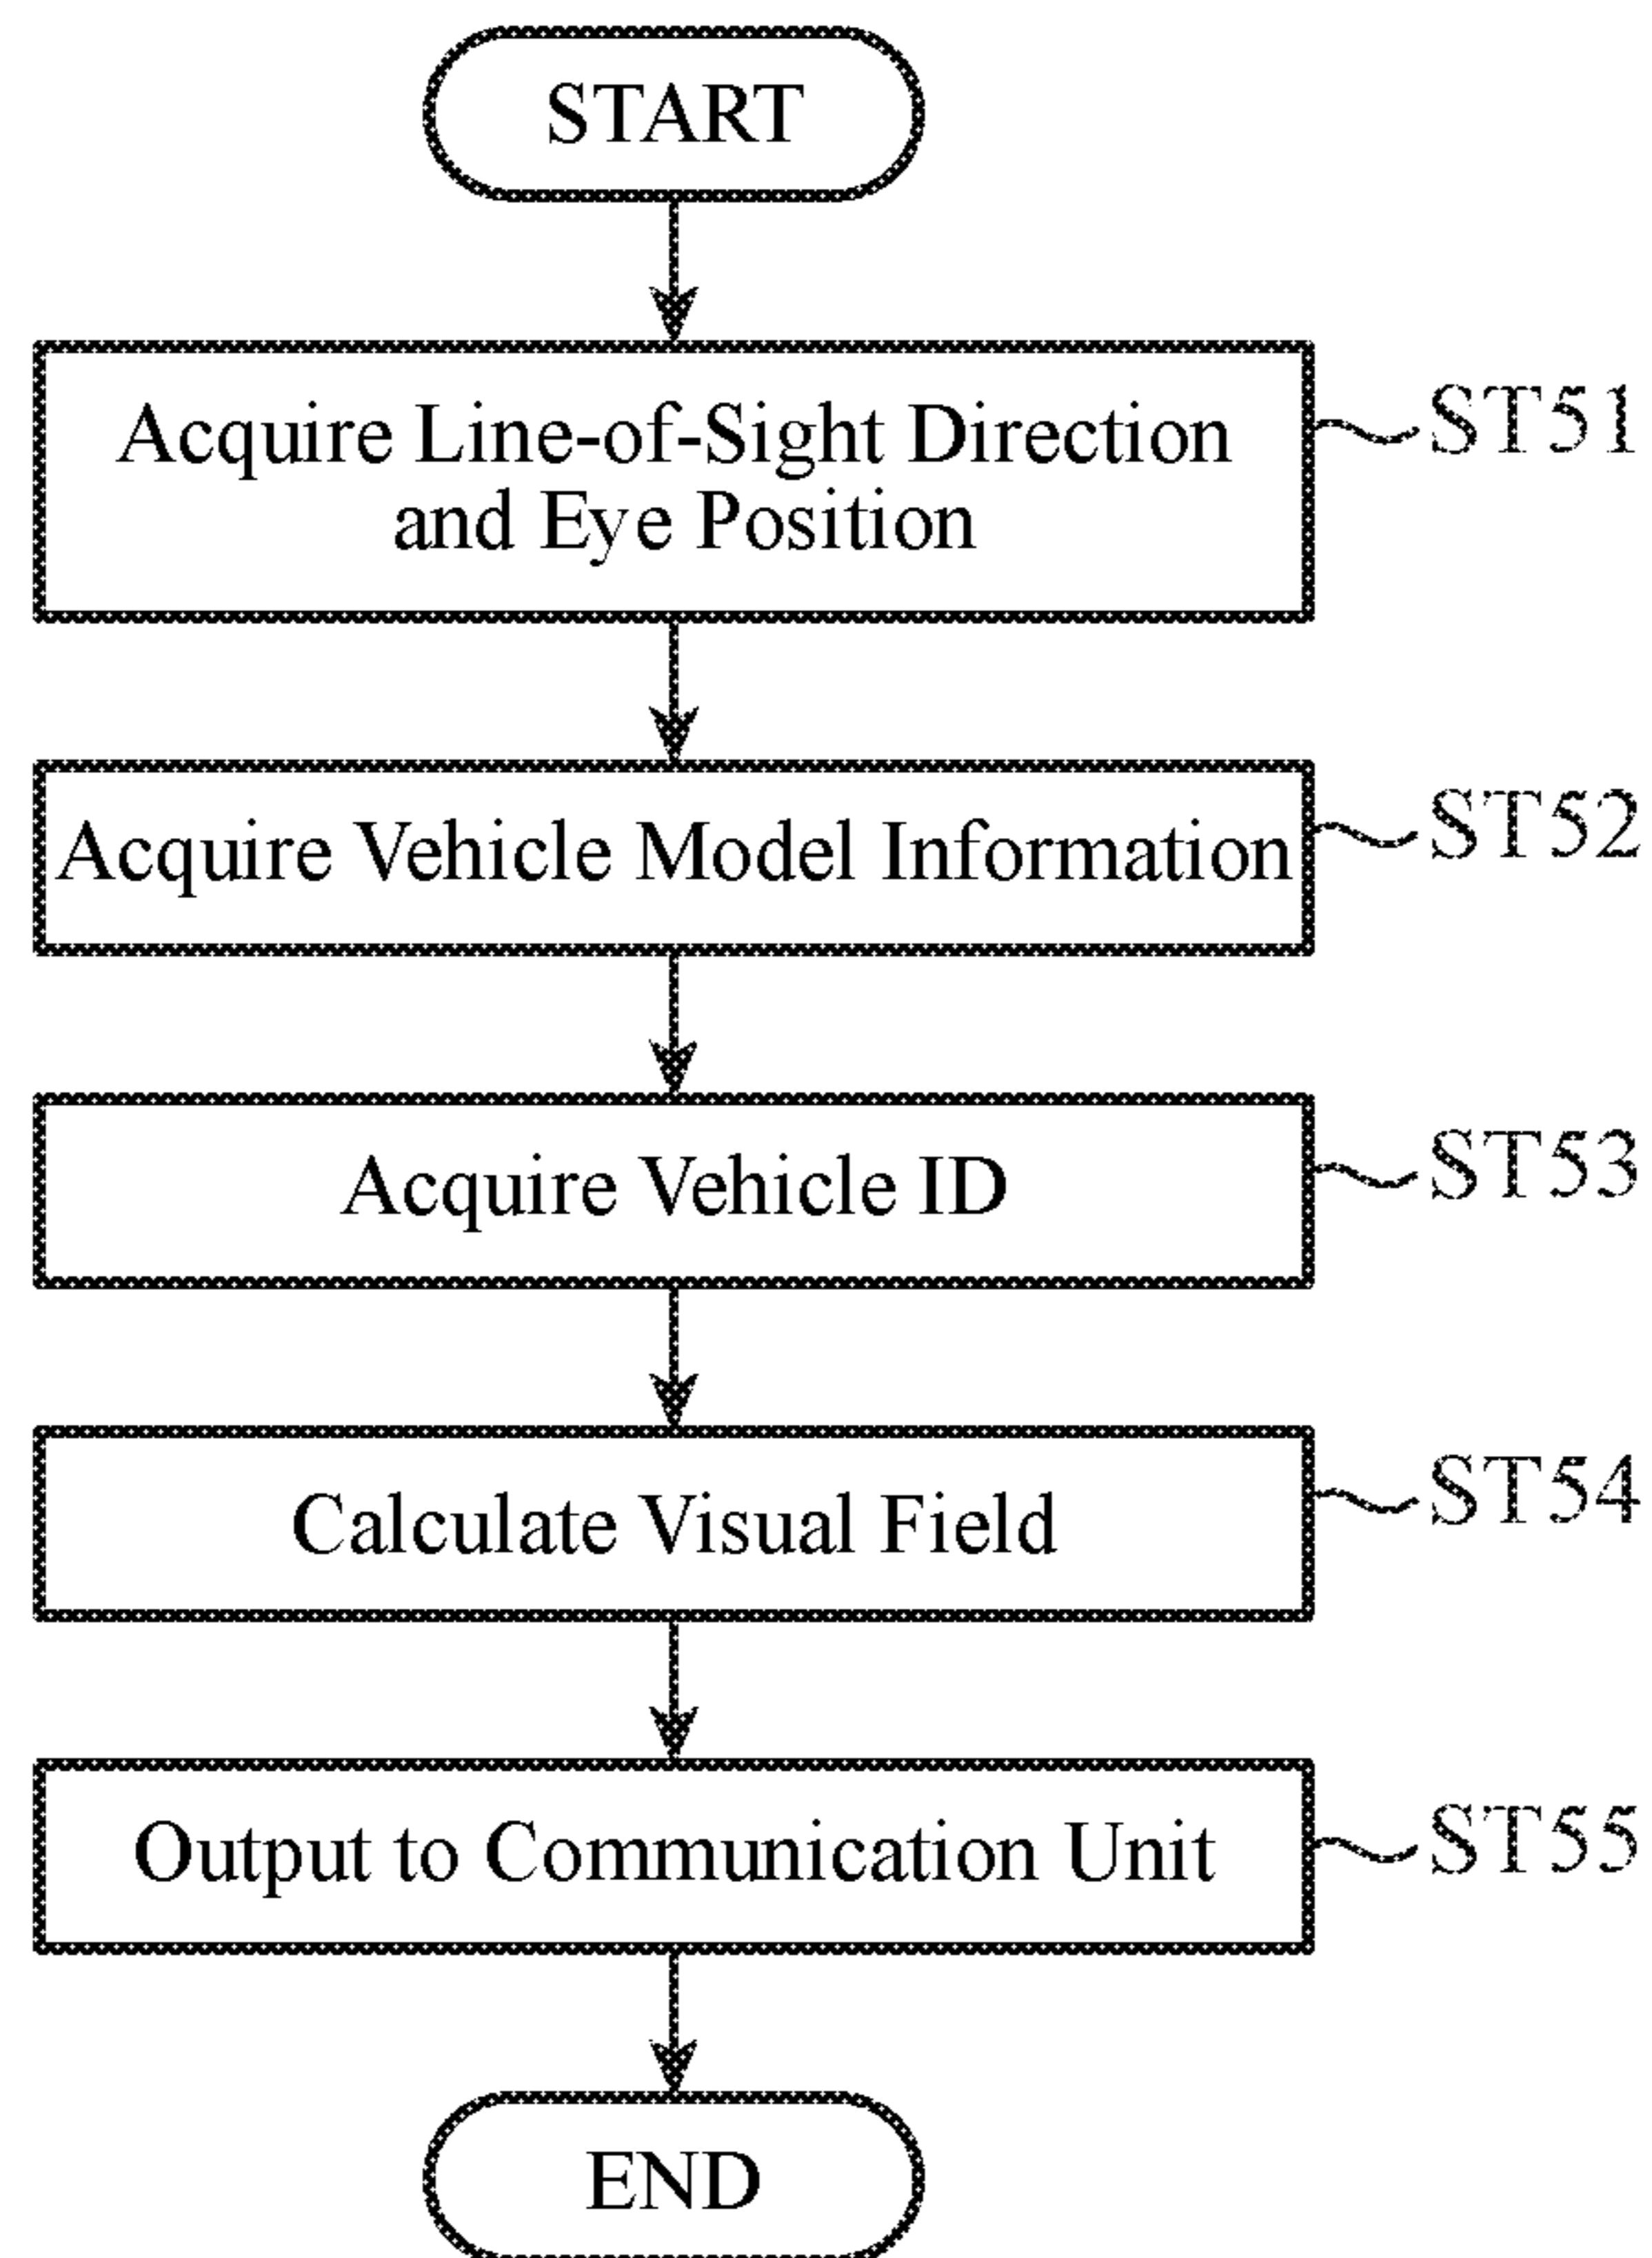 START
Acquire Line-of-Sight Direction
and Eye Position
ST51
Acquire Vehicle Model Information
ST52
Acquire Vehicle ID
ST53
Calculate Visual Field
ST54
Output to Communication Unit
ST55
END